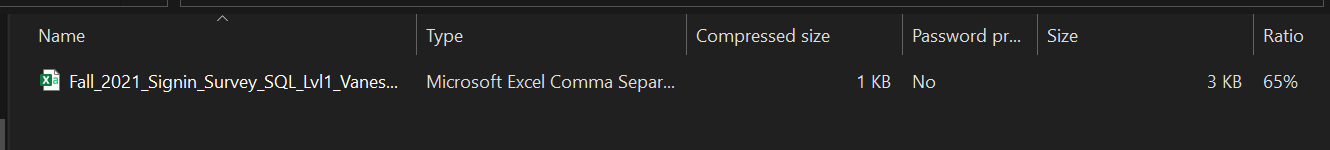 Name Type Compressed size Password pr... Size Ratio
Fall_2021_Signin_Survey_SQL_Lvl1_Vanes... Microsoft Excel Comma Separ... 1 KB No 3 KB 65%